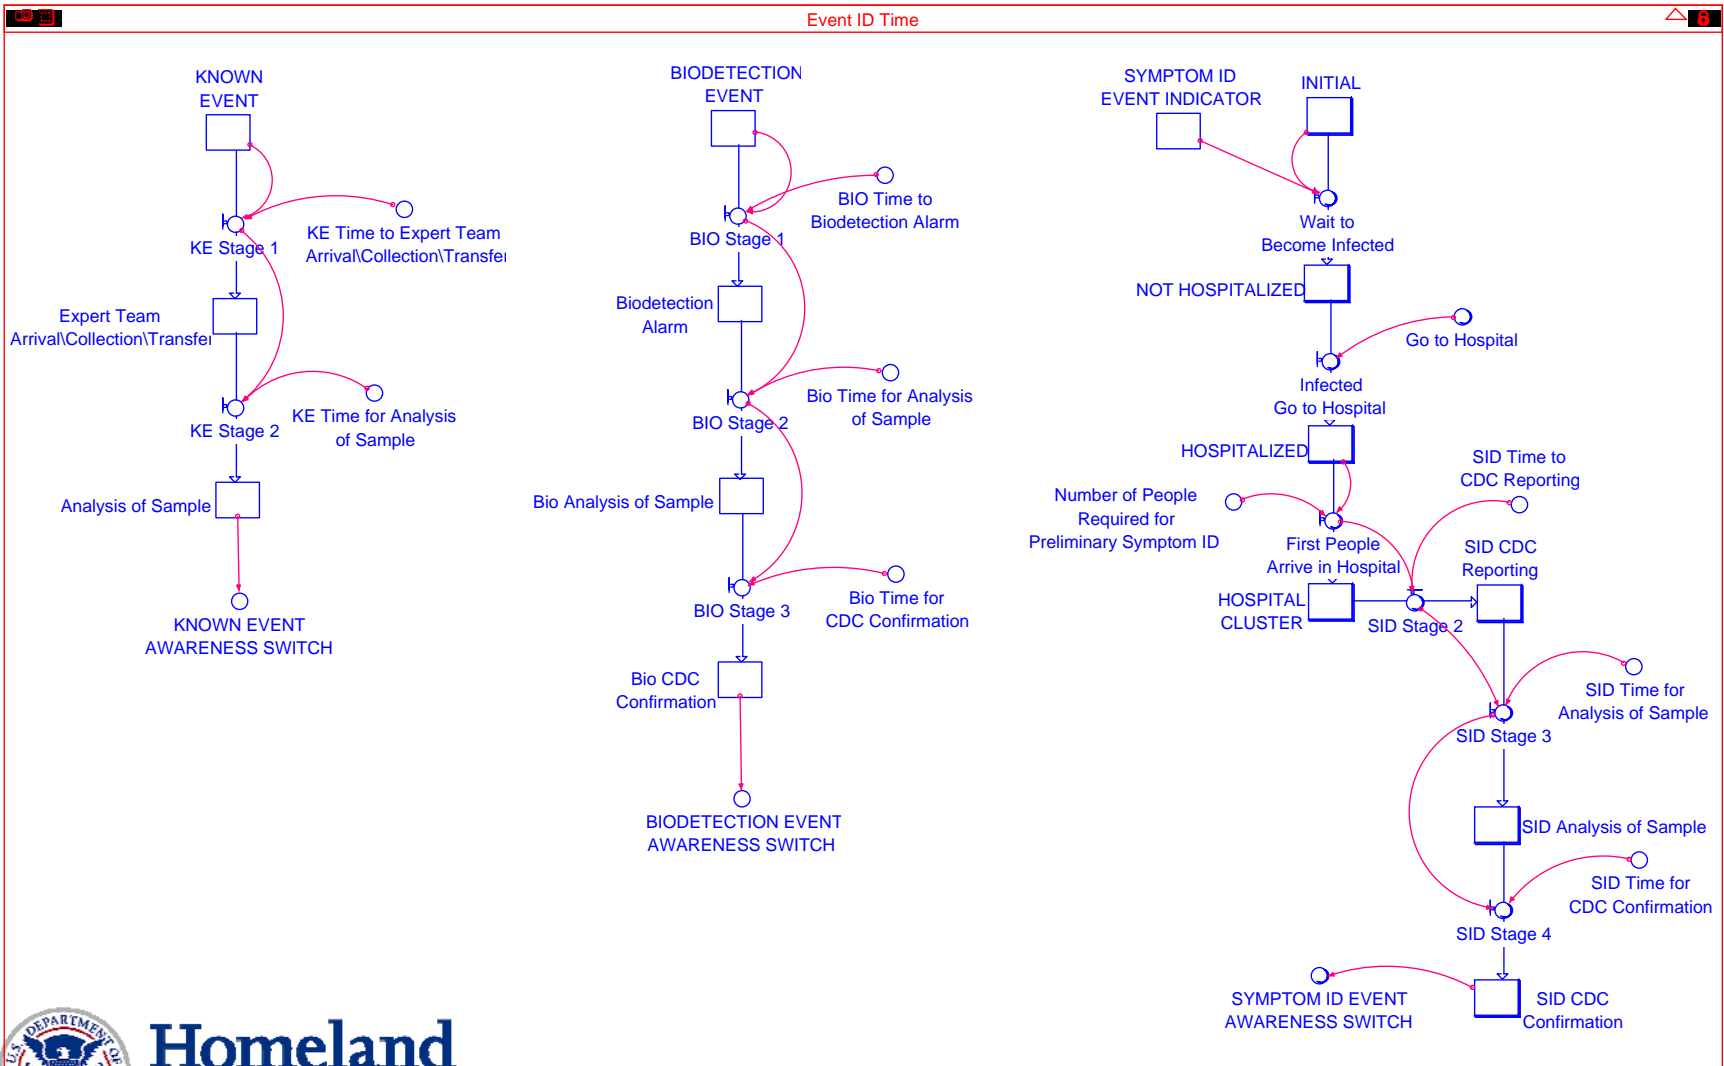 Event ID Time
KNOWN
EVENT
KE Stage 1
KE Time to Expert Team
Arrival\Collection\Transfer
Expert Team
Arrival\Collection\Transfer
KE Stage 2
KE Time for Analysis
of Sample
Analysis of Sample
KNOWN EVENT
AWARENESS SWITCH
BIODETECTION
EVENT
BIO Time to
Biodetection Alarm
BIO Stage 1
Biodetection
Alarm
Bio Time for Analysis
of Sample
BIO Stage 2
Bio Analysis of Sample
BIO Stage 3
Bio Time for
CDC Confirmation
Bio CDC
Confirmation
BIODETECTION EVENT
AWARENESS SWITCH
SYMPTOM ID
EVENT INDICATOR
INITIAL
Wait to
Become Infected
NOT HOSPITALIZED
Go to Hospital
Infected
Go to Hospital
HOSPITALIZED
SID Time to
CDC Reporting
Number of People
Required for
Preliminary Symptom ID
First People
Arrive in Hospital
SID CDC
Reporting
HOSPITAL
CLUSTER
SID Stage 2
SID Time for
Analysis of Sample
SID Stage 3
SID Analysis of Sample
SID Time for
CDC Confirmation
SID Stage 4
SYMPTOM ID EVENT
AWARENESS SWITCH
SID CDC
Confirmation
U.S. DEPARTMENT OF
Homeland